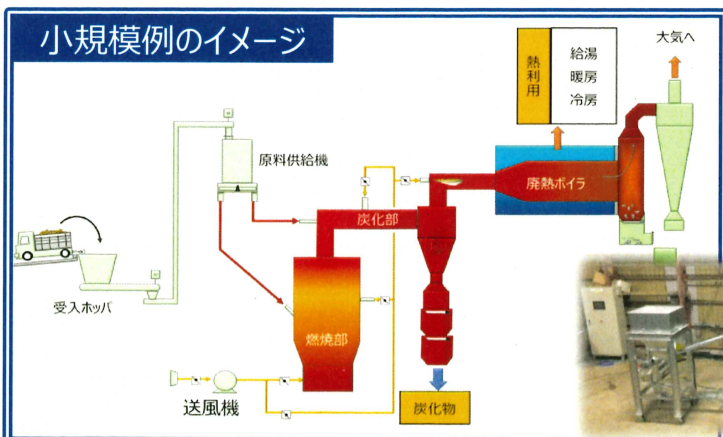 小規模例のイメージ
大気へ
熱利用
給湯
暖房
冷房
原料供給機
廃熱ボイラ
炭化部
受入ホッパ
燃焼部
送風機
炭化物